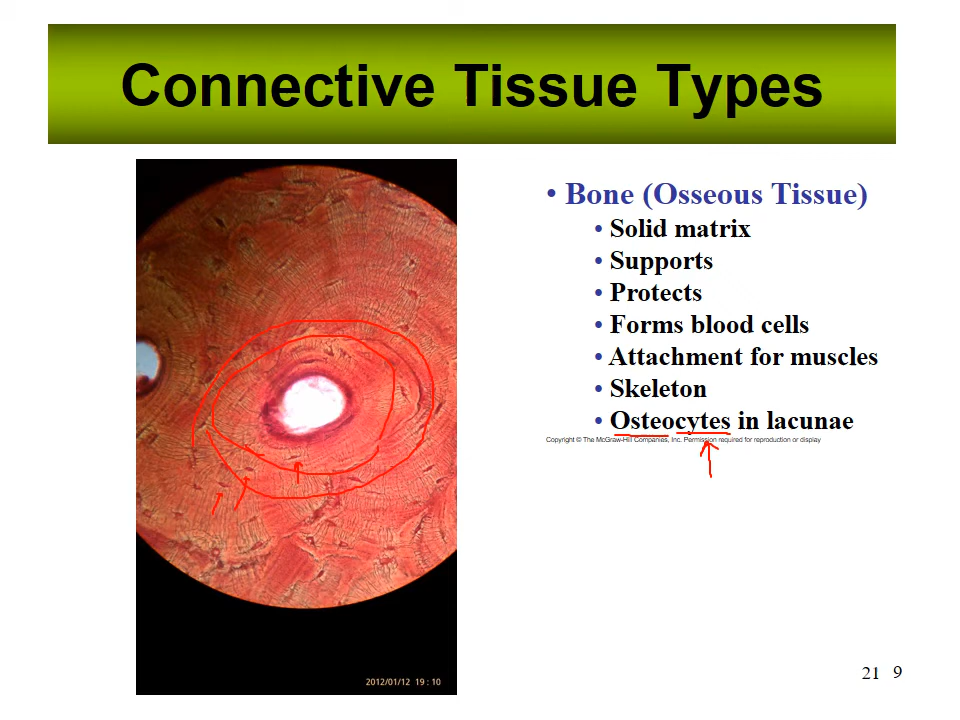 Connective Tissue Types
• Bone (Osseous Tissue)
• Solid matrix
• Supports
• Protects
• Forms blood cells
• Attachment for muscles
• Skeleton
• Osteocytes in lacunae
Copyright © The McGraw-Hill Companies, Inc. Permission required for reproduction or display
2012/01/12 19:10
21 9